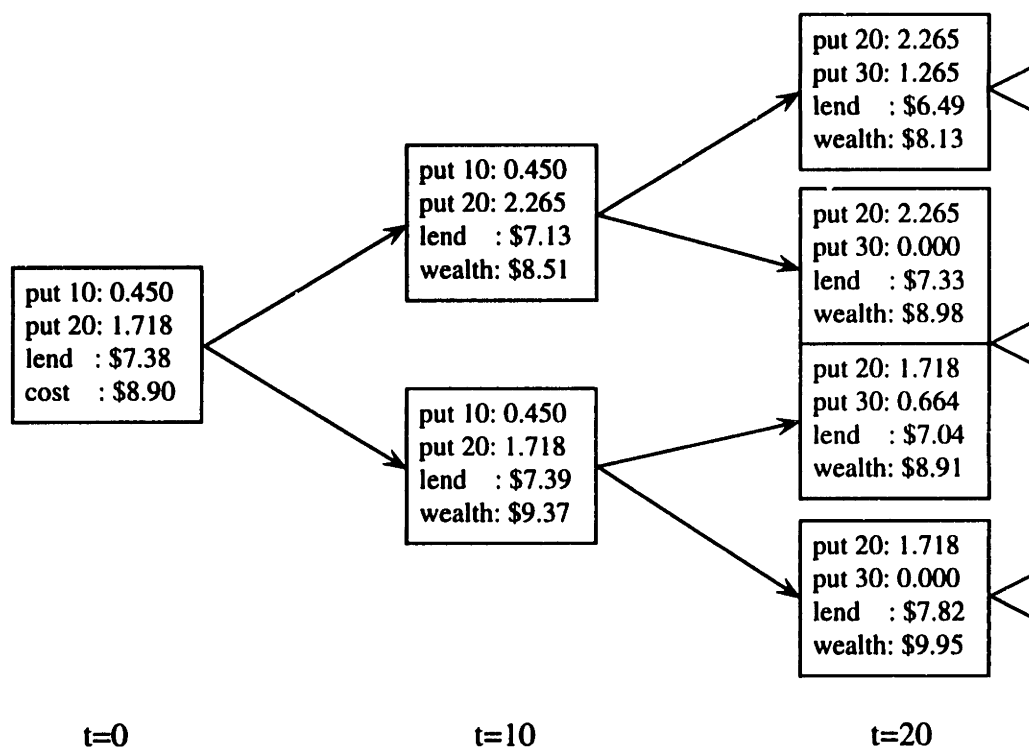 put 10: 0.450
put 20: 1.718
lend : $7.38
cost : $8.90
put 10: 0.450
put 20: 2.265
lend : $7.13
wealth: $8.51
put 10: 0.450
put 20: 1.718
lend : $7.39
wealth: $9.37
put 20: 2.265
put 30: 1.265
lend : $6.49
wealth: $8.13
put 20: 2.265
put 30: 0.000
lend : $7.33
wealth: $8.98
put 20: 1.718
put 30: 0.664
lend : $7.04
wealth: $8.91
put 20: 1.718
put 30: 0.000
lend : $7.82
wealth: $9.95
t=0 t=10 t=20